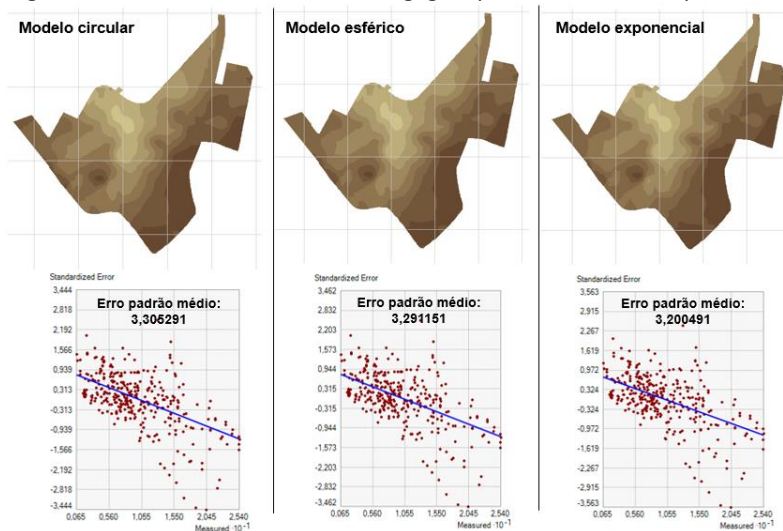 Modelo circular
Modelo esférico
Modelo exponencial
Standardized Error
3,444
2.818
2.192
1,566
0.939
0.313
-0.313
-0.939
-1.566
-2.192
-2.818
-3.444
Erro padrão médio:
3,305291
0,065 0,560 1,055 1,550 2,045 2,540
Measured ·10⁻¹
Standardized Error
3,462
2.832
2,203
1,573
0.944
0.315
-0.315
-0.944
-1.573
-2.203
-2.832
-3.462
Erro padrão médio:
3,291151
0,065 0,560 1,055 1,550 2,045 2,540
Measured ·10⁻¹
Standardized Error
3,563
2,915
2,267
1,619
0.972
0.324
-0.324
-0.972
-1.619
-2.267
-2.915
-3.563
Erro padrão médio:
3,200491
0,065 0,560 1,055 1,550 2,045 2,540
Measured ·10⁻¹